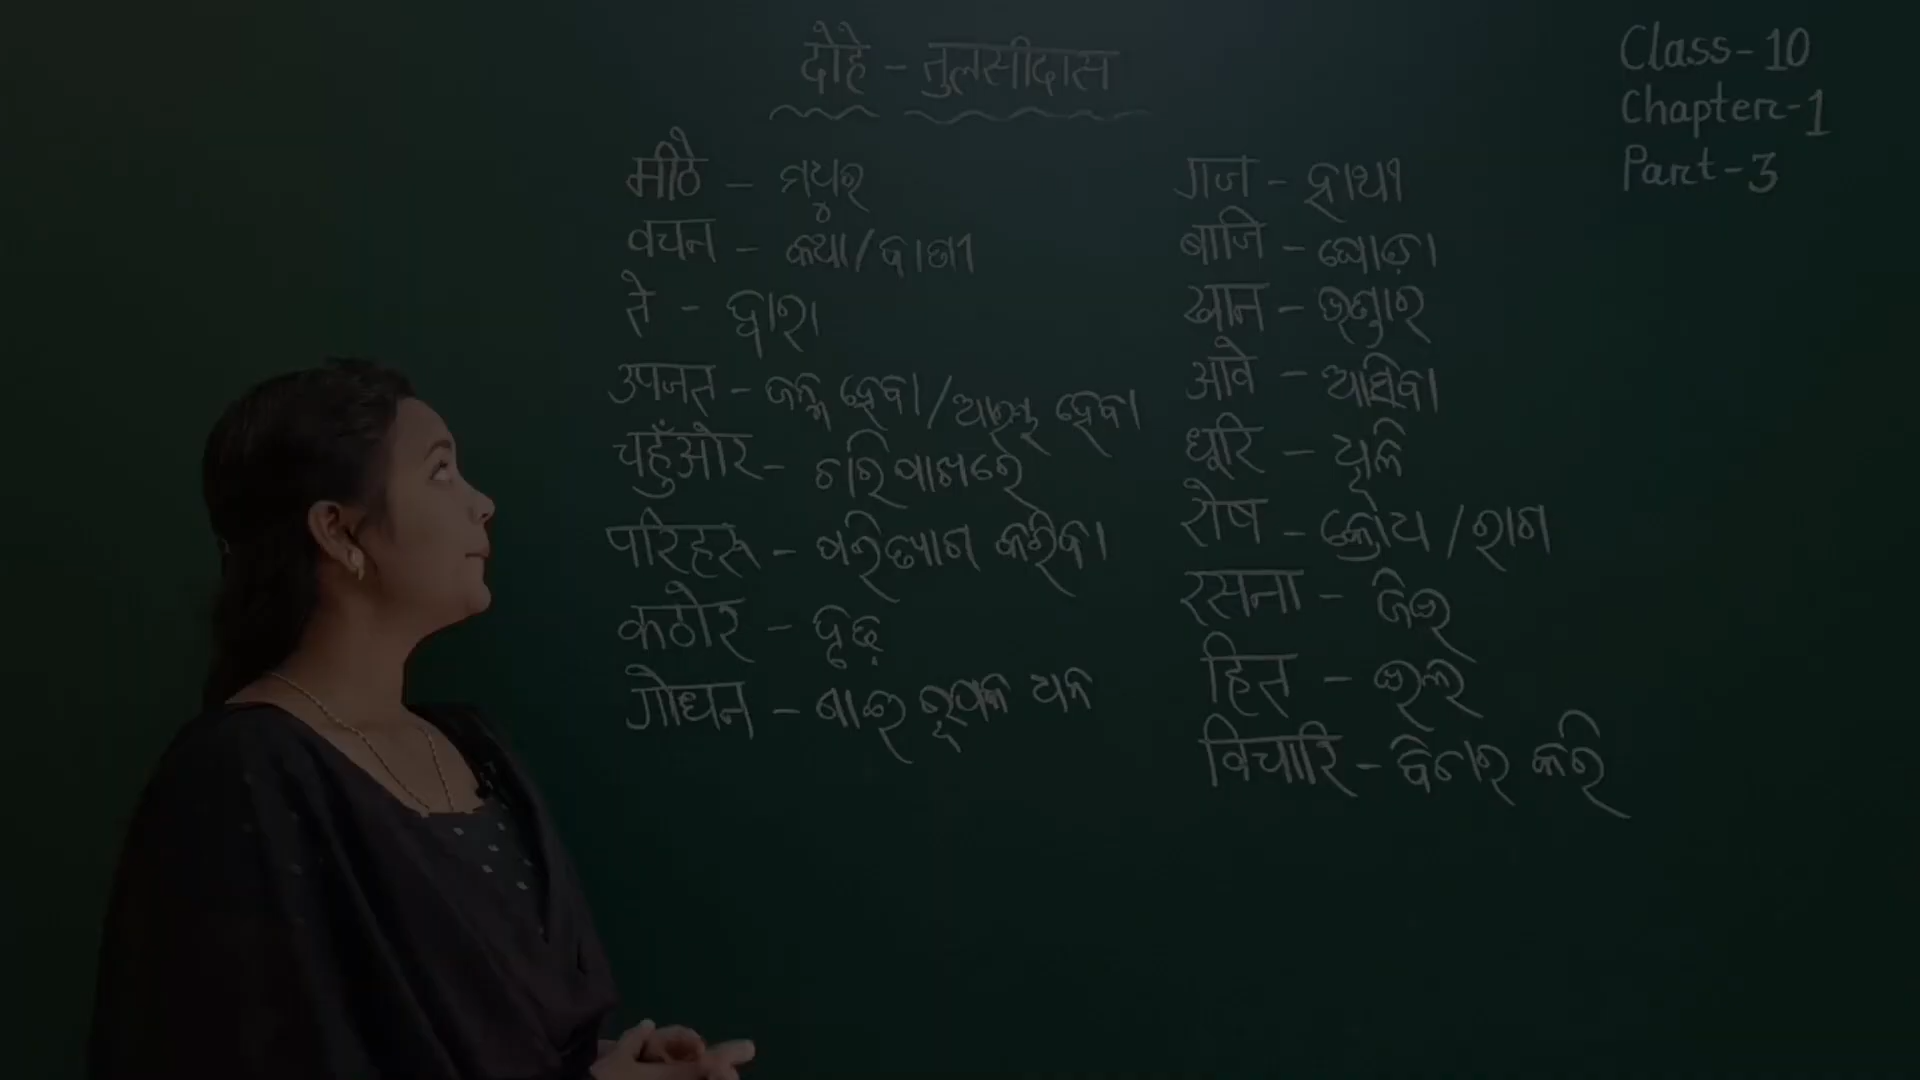 दोहे - तुलसीदास
Class-10
Chapter-1
Part-3
मीठै - ମଧୁର
वचन - କଥା/ବାଣୀ
ते - ଦ୍ୱାରା
उपजत - ଜନ୍ମ ହେବା/ଆରମ୍ଭ ହେବା
चहुँओर - ଚାରିପାଖରେ
परिहरू - ପରିତ୍ୟାଗ କରିବା
कठोर - ଦୃଢ଼
गोधन - ଗାଈ ରୂପକ ଧନ
गज - ହାଥୀ
बाजि - ଘୋଡ଼ା
खान - ଭଣ୍ଡାର
आवे - ଆସିବା
धूरि - ଧୂଳି
रोष - କ୍ରୋଧ/ରାଗ
रसना - ଜିଭ
हित - ଭଲ
विचारि - ବିଚାର କରି